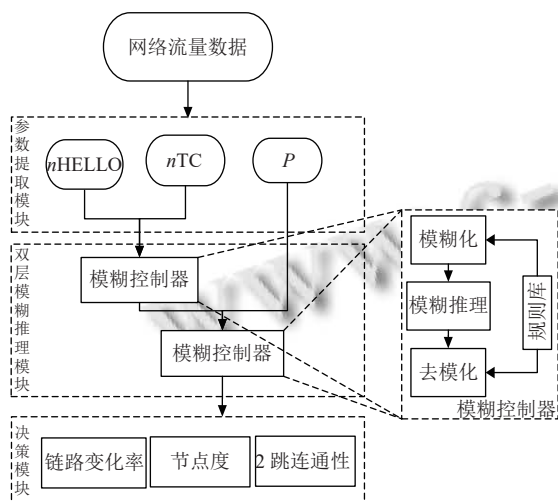 网络流量数据
参数提取模块
nHELLO
nTC
P
双层模糊推理模块
模糊控制器
模糊控制器
模糊化
模糊推理
去模化
规则库
模糊控制器
决策模块
链路变化率
节点度
2 跳连通性